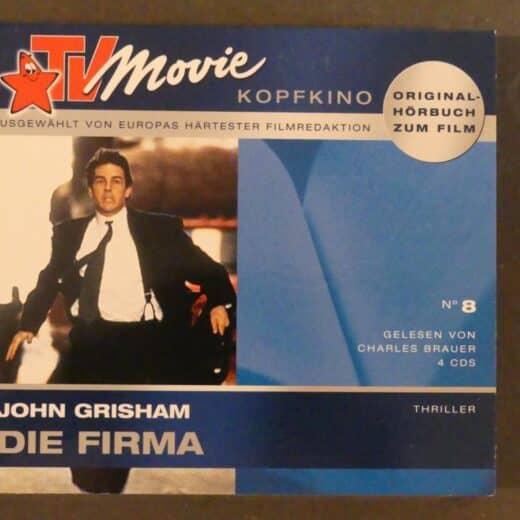 TV Movie
KOPFKINO
USGEWÄHLT VON EUROPAS HÄRTESTER FILMREDAKTION
ORIGINAL-
HÖRBUCH
ZUM FILM
Nº 8
GELESEN VON
CHARLES BRAUER
4 CDS
JOHN GRISHAM
THRILLER
DIE FIRMA